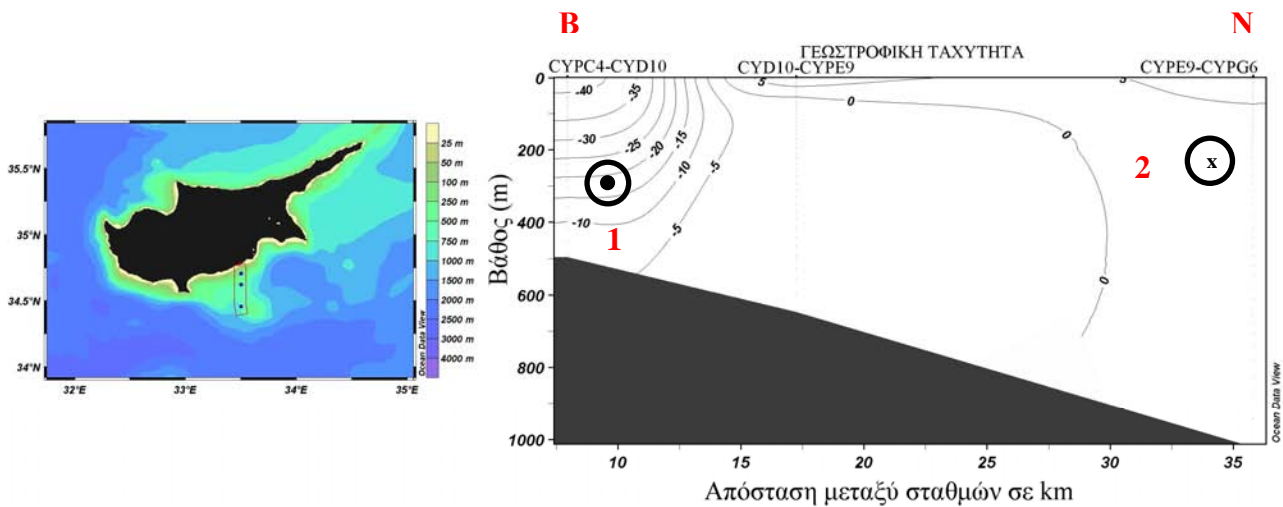 B
N
ΓΕΩΣΤΡΟΦΙΚΗ ΤΑΧΥΤΗΤΑ
CYPC4-CYD10
CYD10-CYPE9
CYPE9-CYPG6
35.5°N
35°N
34.5°N
34°N
32°E
33°E
34°E
35°E
25 m
50 m
100 m
250 m
500 m
750 m
1000 m
1500 m
2000 m
3000 m
4000 m
Ocean Data View
Βάθος (m)
0
200
400
600
800
1000
-40
-35
-30
-25
-20
-15
-10
-10
-5
-5
5
0
0
0
1
2
x
10
15
20
25
30
35
Απόσταση μεταξύ σταθμών σε km
Ocean Data View